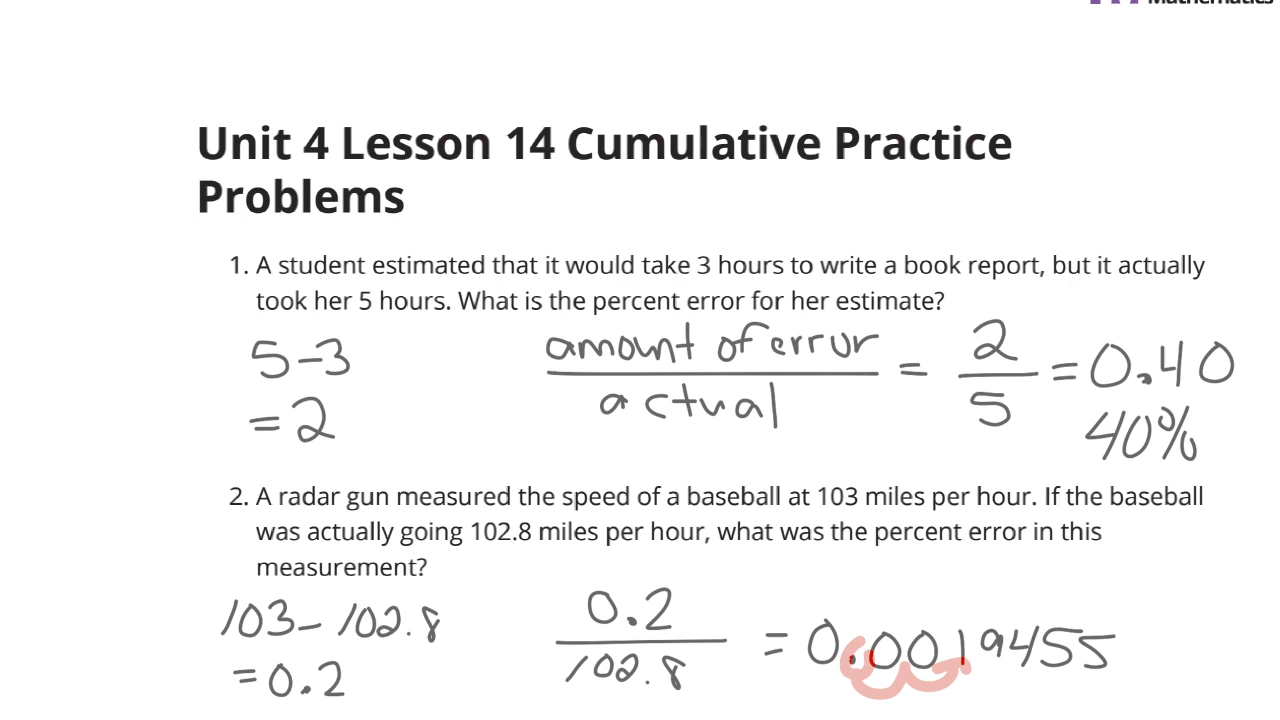 Mathematics
Unit 4 Lesson 14 Cumulative Practice
Problems
1. A student estimated that it would take 3 hours to write a book report, but it actually
took her 5 hours. What is the percent error for her estimate?
5-3
=2
amount of error
actual
= 2/5 = 0.40
40%
2. A radar gun measured the speed of a baseball at 103 miles per hour. If the baseball
was actually going 102.8 miles per hour, what was the percent error in this
measurement?
103-102.8
=0.2
0.2
102.8
= 0.0019455